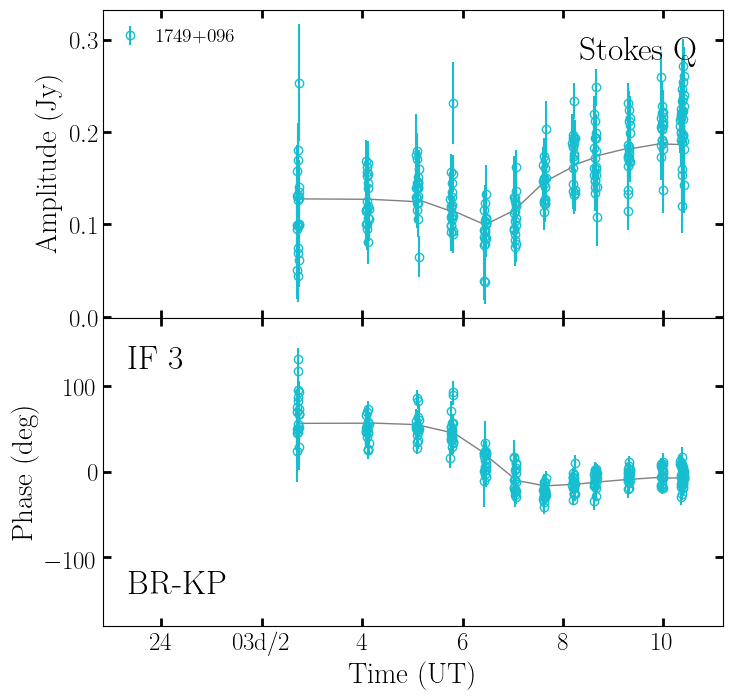 1749+096
Stokes Q
0.3
0.2
0.1
0.0
Amplitude (Jy)
IF 3
100
0
−100
Phase (deg)
BR-KP
24
03d/2
4
6
8
10
Time (UT)